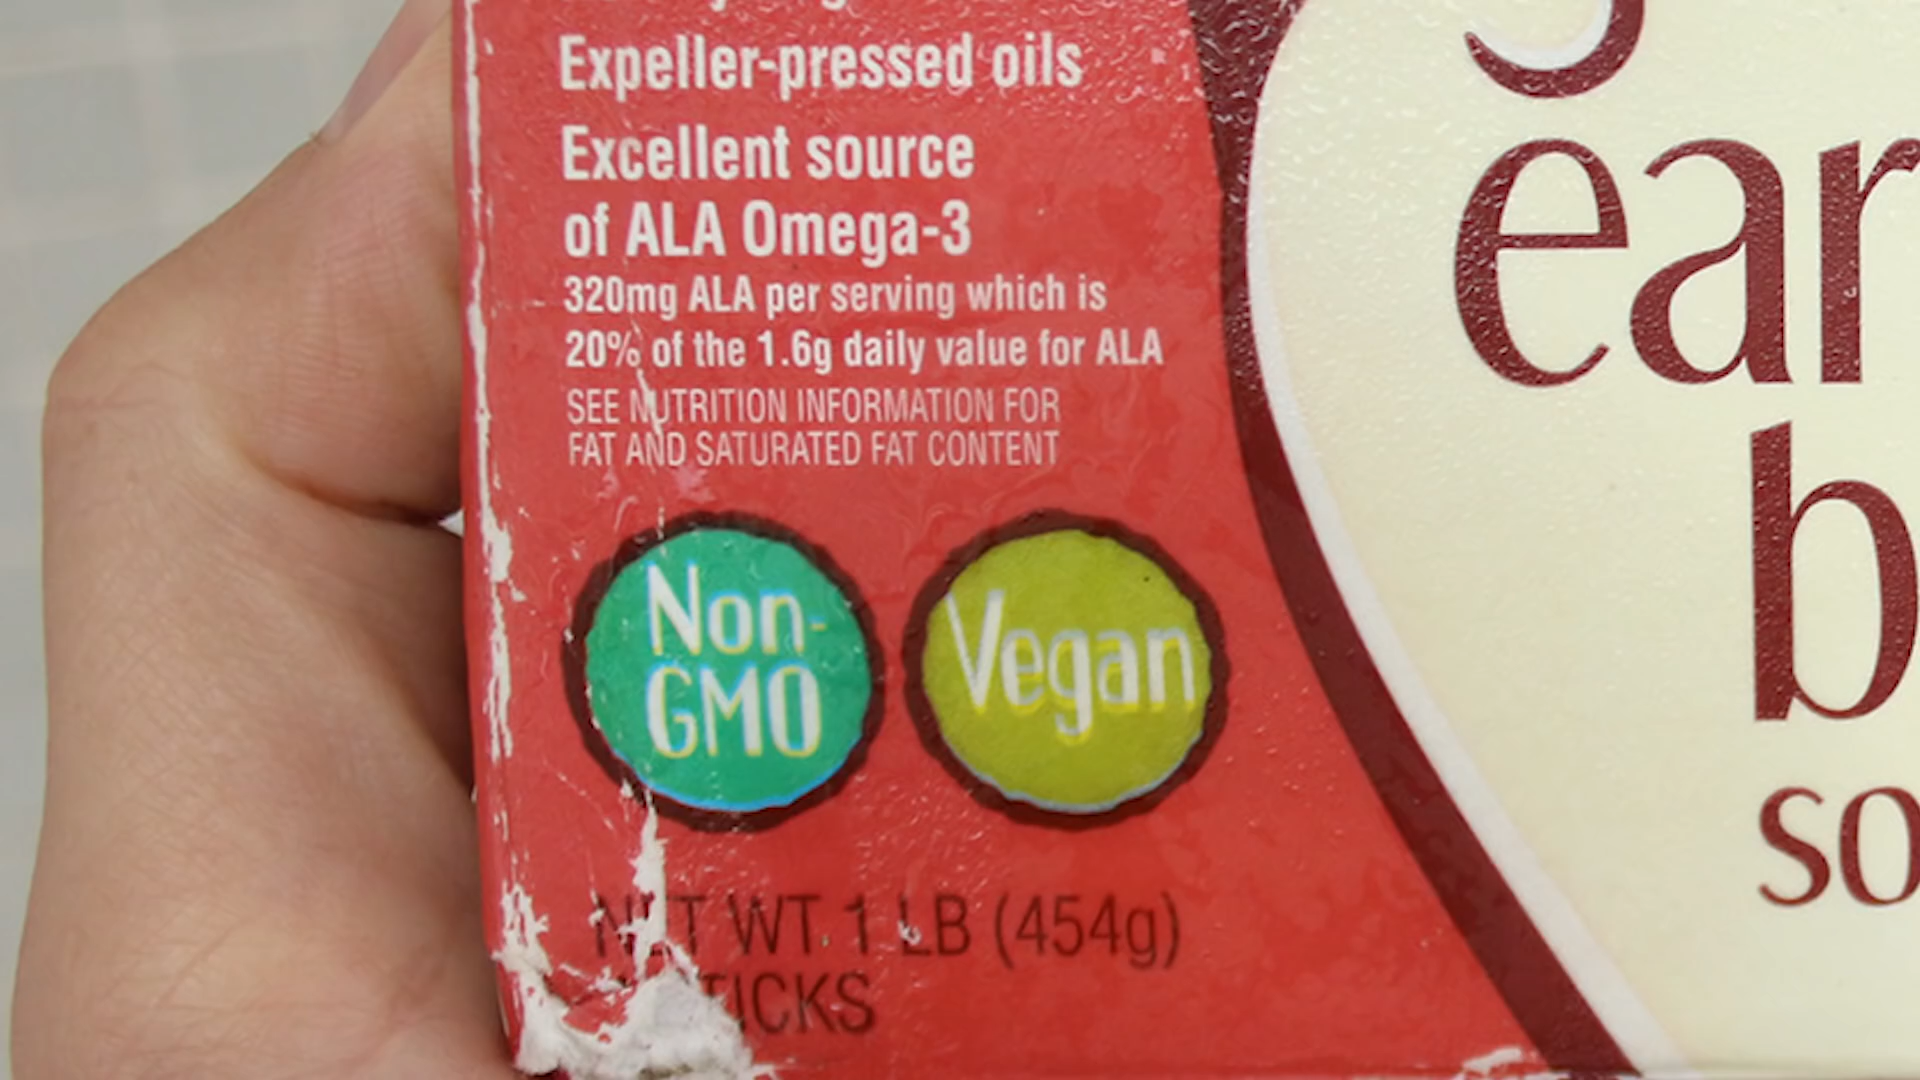 Expeller-pressed oils
Excellent source
of ALA Omega-3
320mg ALA per serving which is
20% of the 1.6g daily value for ALA
SEE NUTRITION INFORMATION FOR
FAT AND SATURATED FAT CONTENT
Non-
GMO
Vegan
NET WT 1 LB (454g)
ear
b
so